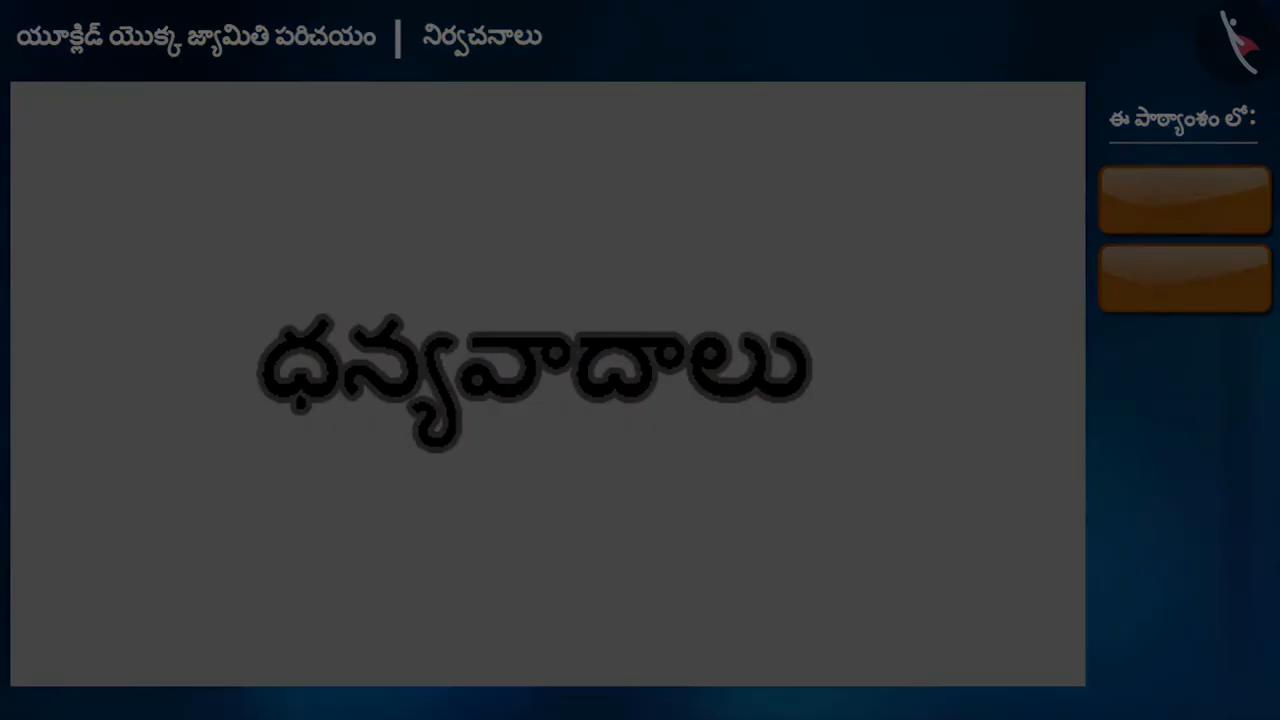 యూక్లిడ్ యొక్క జ్యామితి పరిచయం | నిర్వచనాలు
ఈ పాఠ్యాంశం లో:
ధన్యవాదాలు